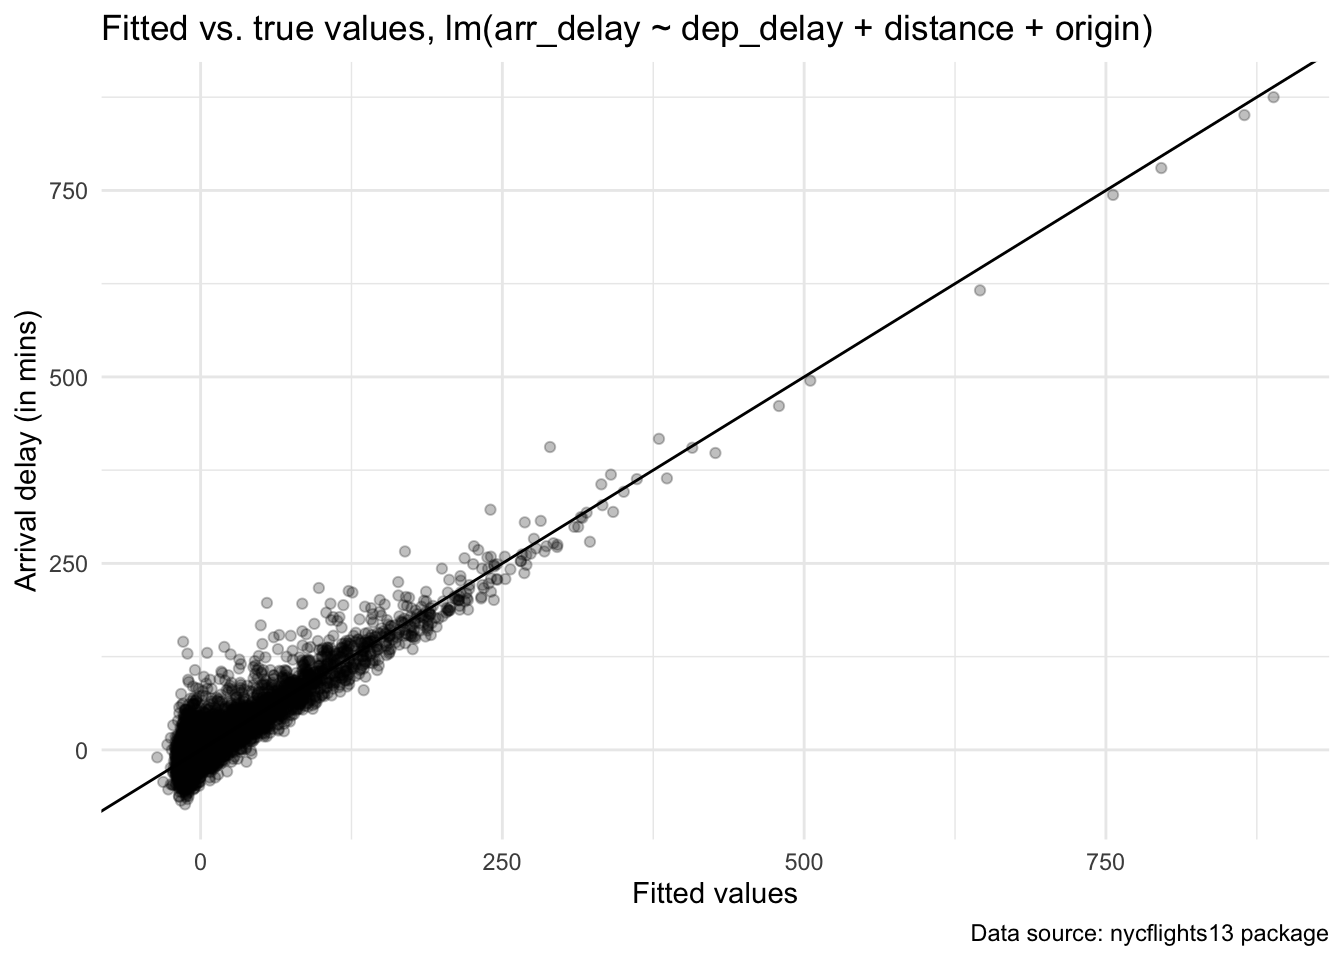 Fitted vs. true values, lm(arr_delay ~ dep_delay + distance + origin)
Arrival delay (in mins)
750
500
250
0
0 250 500 750
Fitted values
Data source: nycflights13 package